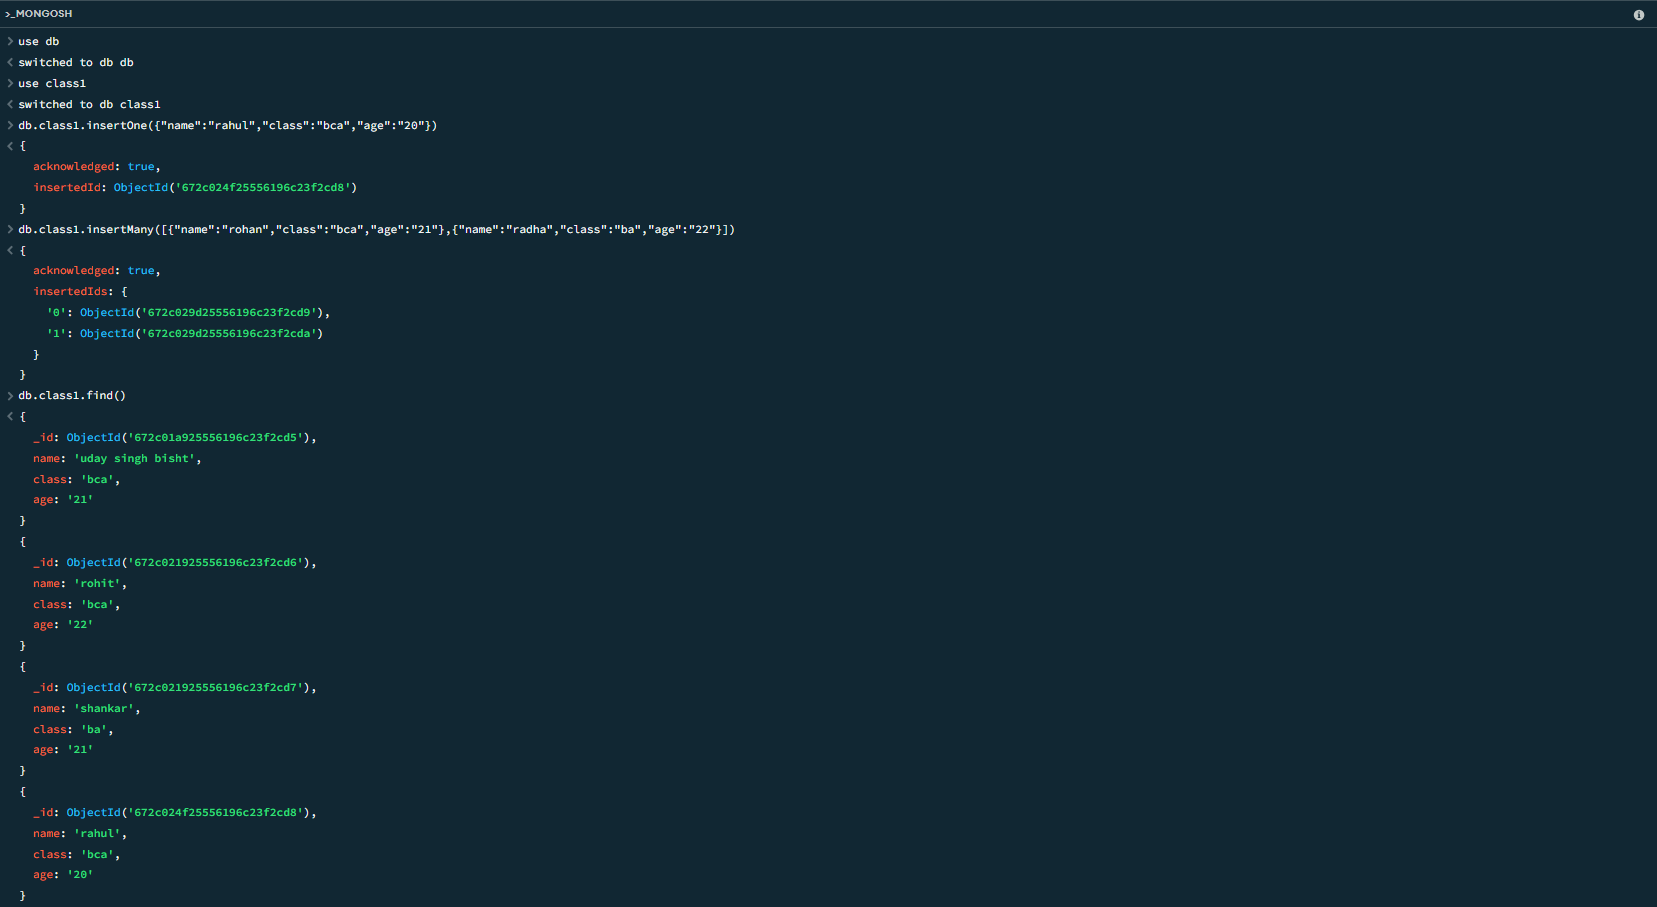 >_MONGOSH
> use db
< switched to db db
> use class1
< switched to db class1
> db.class1.insertOne({"name":"rahul","class":"bca","age":"20"})
< {
    acknowledged: true,
    insertedId: ObjectId('672c024f25556196c23f2cd8')
  }
> db.class1.insertMany([{"name":"rohan","class":"bca","age":"21"},{"name":"radha","class":"ba","age":"22"}])
< {
    acknowledged: true,
    insertedIds: {
      '0': ObjectId('672c029d25556196c23f2cd9'),
      '1': ObjectId('672c029d25556196c23f2cda')
    }
  }
> db.class1.find()
< {
    _id: ObjectId('672c01a925556196c23f2cd5'),
    name: 'uday singh bisht',
    class: 'bca',
    age: '21'
  }
  {
    _id: ObjectId('672c021925556196c23f2cd6'),
    name: 'rohit',
    class: 'bca',
    age: '22'
  }
  {
    _id: ObjectId('672c021925556196c23f2cd7'),
    name: 'shankar',
    class: 'ba',
    age: '21'
  }
  {
    _id: ObjectId('672c024f25556196c23f2cd8'),
    name: 'rahul',
    class: 'bca',
    age: '20'
  }